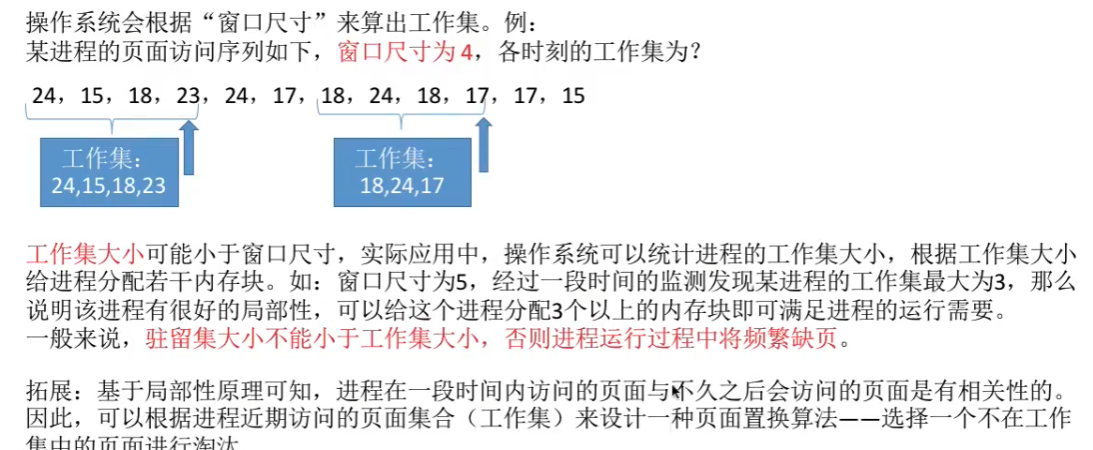 操作系统会根据“窗口尺寸”来算出工作集。例：
某进程的页面访问序列如下，窗口尺寸为 4，各时刻的工作集为？
24，15，18，23，24，17，18，24，18，17，17，15
工作集：
24,15,18,23
工作集：
18,24,17
工作集大小可能小于窗口尺寸，实际应用中，操作系统可以统计进程的工作集大小，根据工作集大小
给进程分配若干内存块。如：窗口尺寸为5，经过一段时间的监测发现某进程的工作集最大为3，那么
说明该进程有很好的局部性，可以给这个进程分配3个以上的内存块即可满足进程的运行需要。
一般来说，驻留集大小不能小于工作集大小，否则进程运行过程中将频繁缺页。
拓展：基于局部性原理可知，进程在一段时间内访问的页面与不久之后会访问的页面是有相关性的。
因此，可以根据进程近期访问的页面集合（工作集）来设计一种页面置换算法——选择一个不在工作
集中的页面进行淘汰